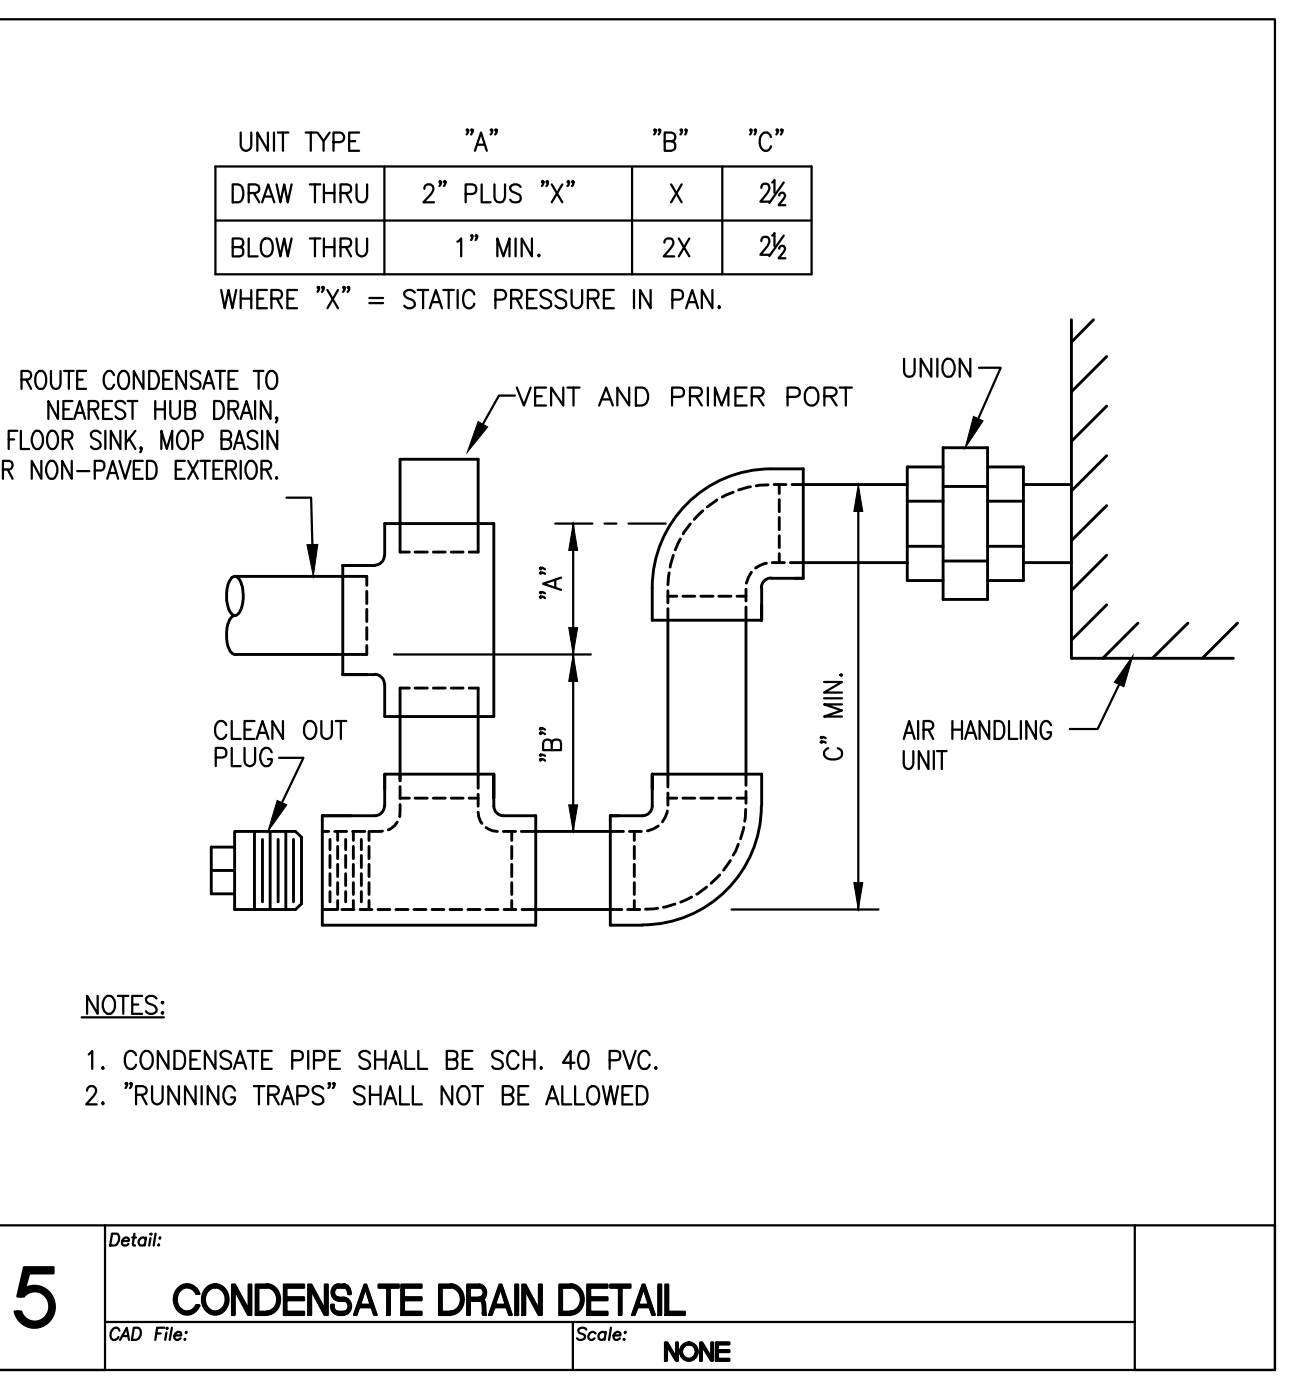 UNIT TYPE "A" "B" "C"
DRAW THRU 2" PLUS "X" X 2½
BLOW THRU 1" MIN. 2X 2½
WHERE "X" = STATIC PRESSURE IN PAN.
ROUTE CONDENSATE TO
NEAREST HUB DRAIN,
FLOOR SINK, MOP BASIN
R NON-PAVED EXTERIOR.
VENT AND PRIMER PORT
UNION
"A"
"B"
C" MIN.
CLEAN OUT
PLUG
AIR HANDLING
UNIT
NOTES:
1. CONDENSATE PIPE SHALL BE SCH. 40 PVC.
2. "RUNNING TRAPS" SHALL NOT BE ALLOWED
5
Detail:
CONDENSATE DRAIN DETAIL
CAD File:
Scale:
NONE